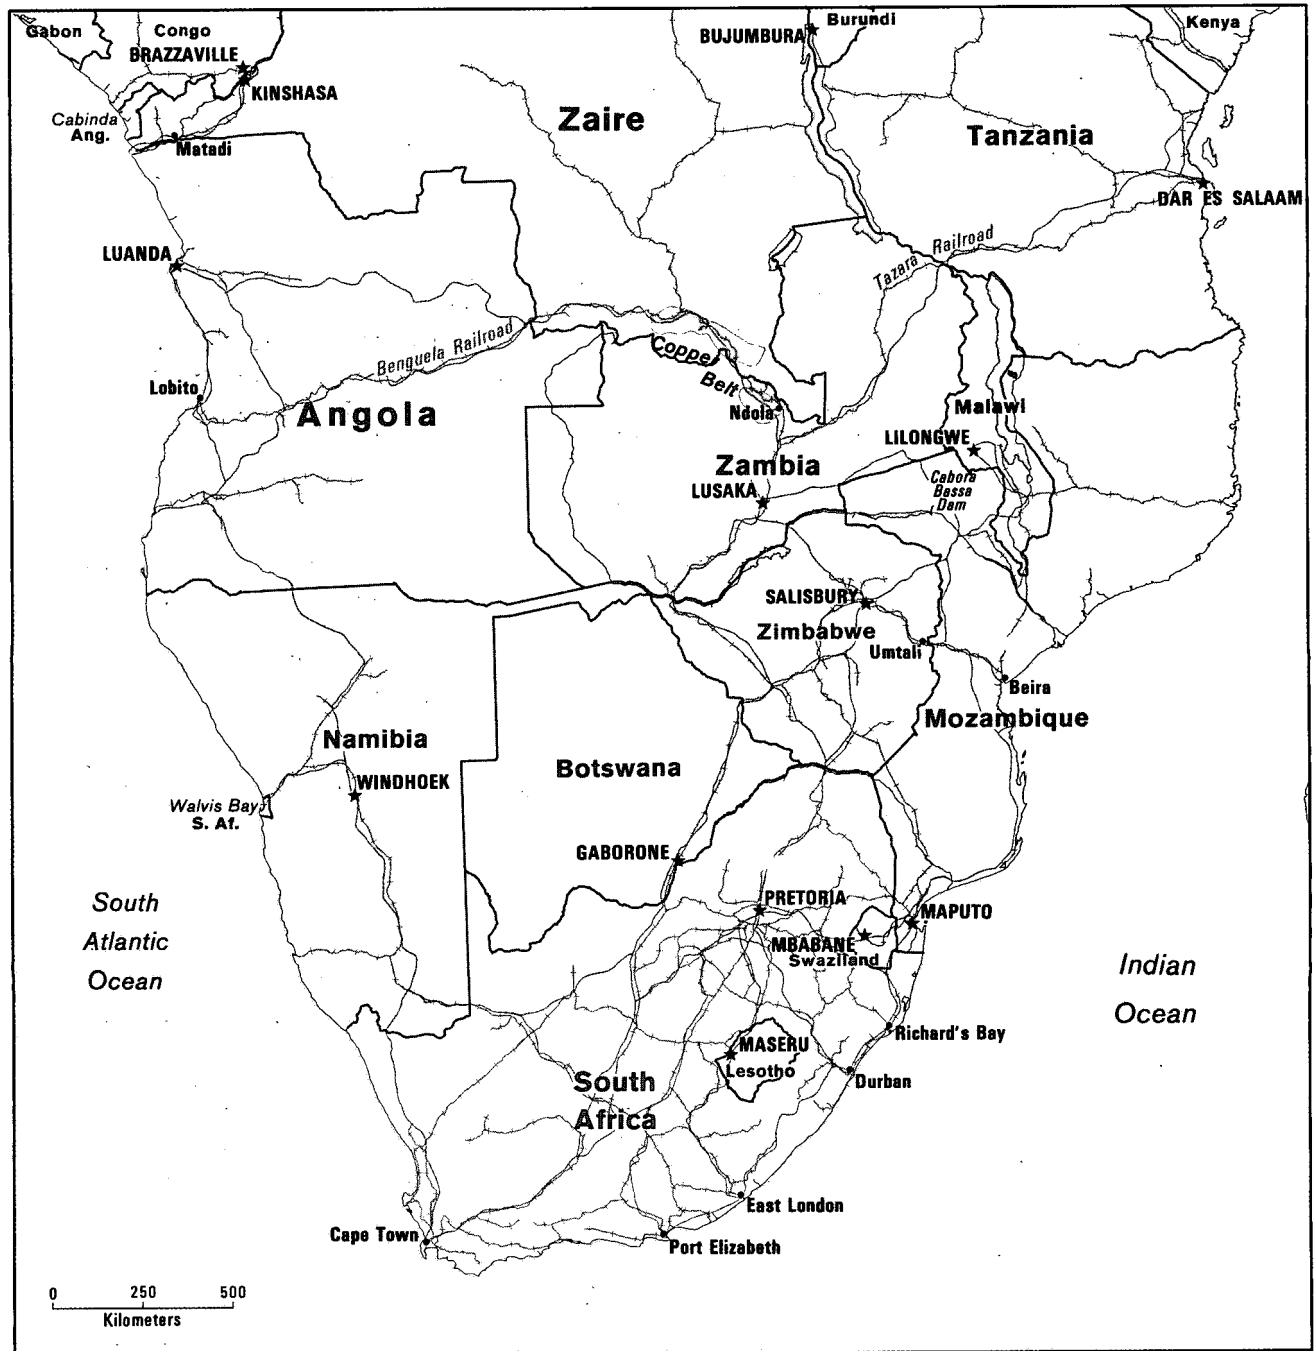 Gabon
Congo
BRAZZAVILLE
KINSHASA
Cabinda
Ang.
Matadi
BUJUMBURA
Burundi
Kenya
Zaire
Tanzania
DAR ES SALAAM
LUANDA
Tazara Railroad
Benguela Railroad
Copper
Belt
Lobito
Angola
Ndola
Malawi
LILONGWE
Zambia
LUSAKA
Cabora
Bassa
Dam
SALISBURY
Zimbabwe
Umtali
Beira
Mozambique
Namibia
WINDHOEK
Botswana
Walvis Bay
S. Af.
GABORONE
PRETORIA
MAPUTO
MBABANE
Swaziland
South
Atlantic
Ocean
Indian
Ocean
Richard's Bay
MASERU
Lesotho
Durban
South
Africa
East London
Cape Town
Port Elizabeth
0 250 500
Kilometers